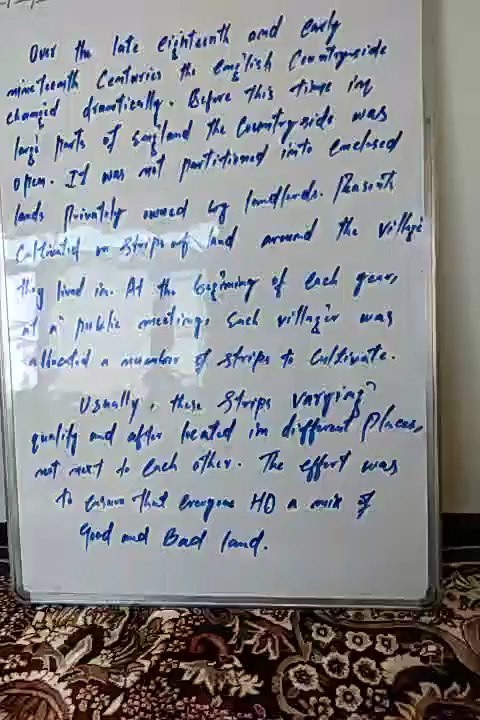 Over the late eighteenth and early
nineteenth Centuries the english Countryside
changed dramatically. Before this time in
large parts of England the Countryside was
open. It was not partitioned into enclosed
lands Privately owned by landlords. Peasants
Cultivated on strips of land around the village
they lived in. At the beginning of each year,
at a public meeting, each villager was
allocated a number of strips to Cultivate.
Usually, these strips varying
quality and after located in different Places,
not next to each other. The effort was
to ensure that everyone HD a mix of
Good and Bad land.